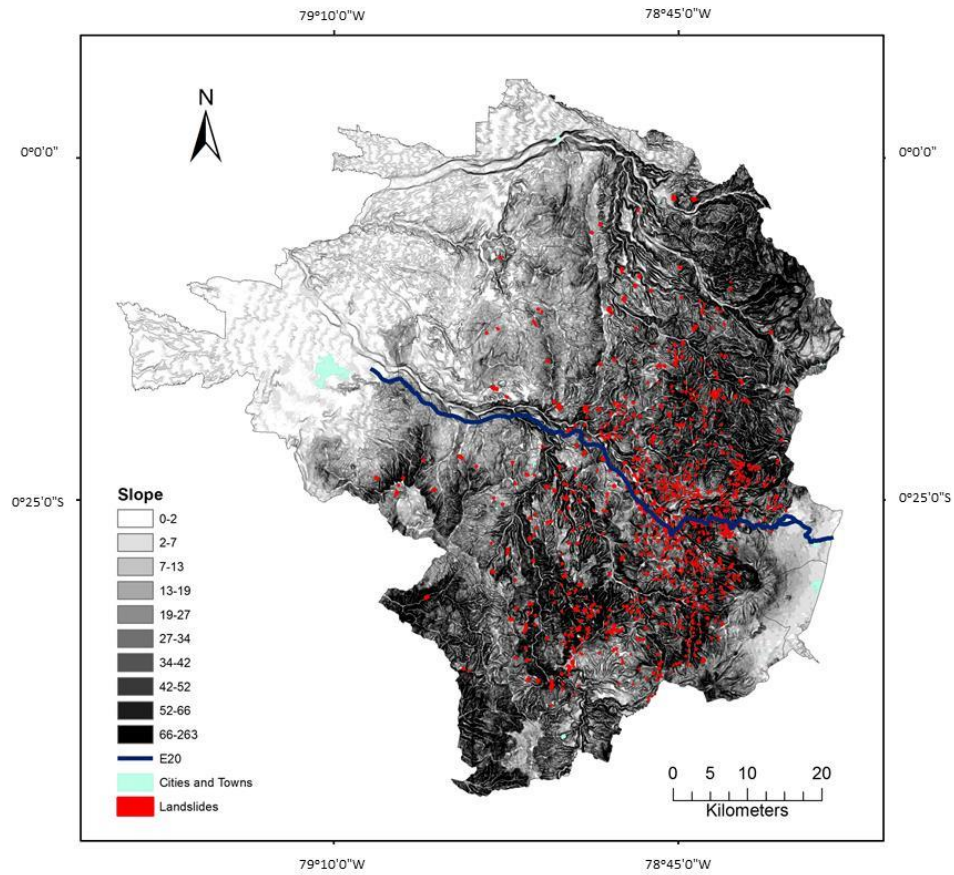 79°10'0"W
78°45'0"W
N
0°0'0"
0°0'0"
0°25'0"S
0°25'0"S
Slope
0-2
2-7
7-13
13-19
19-27
27-34
34-42
42-52
52-66
66-263
E20
Cities and Towns
Landslides
0 5 10 20
Kilometers
79°10'0"W
78°45'0"W